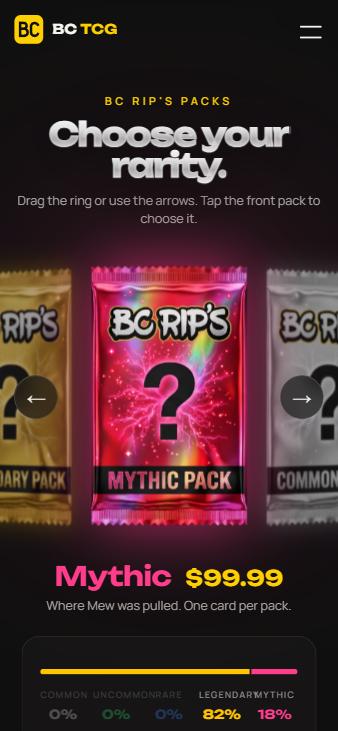 BC BC TCG
BC RIP'S PACKS
Choose your
rarity.
Drag the ring or use the arrows. Tap the front pack to
choose it.
RIP'S BC RIP'S BC R
? ? ?
DARY PACK MYTHIC PACK COMMON
← →
Mythic $99.99
Where Mew was pulled. One card per pack.
COMMON UNCOMMON RARE LEGENDARY MYTHIC
0% 0% 0% 82% 18%